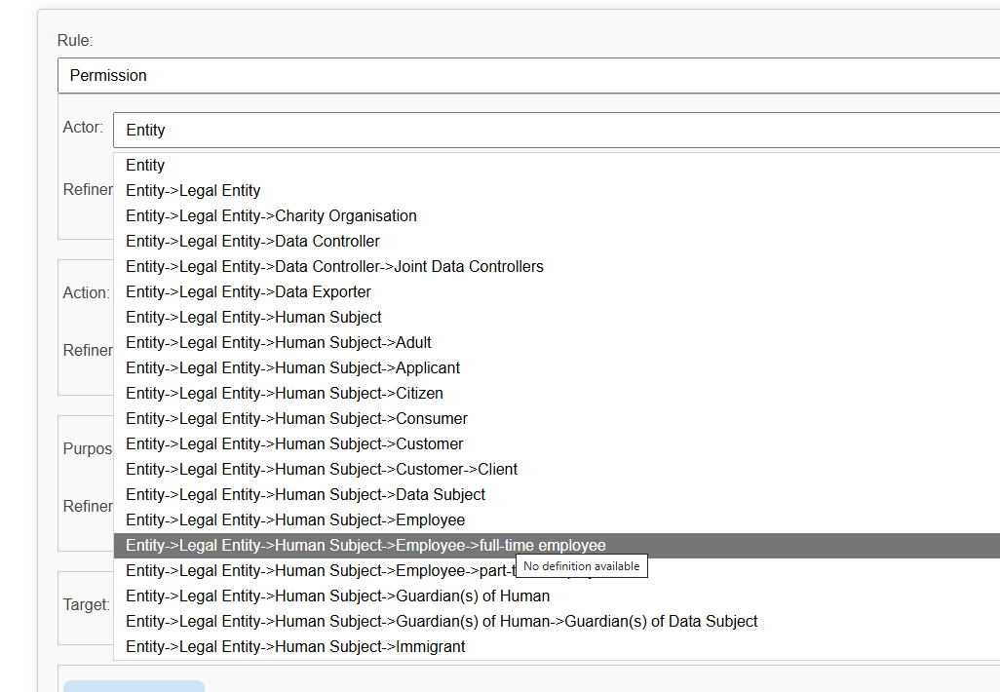 Rule:
Permission
Actor:
Entity
Entity
Entity->Legal Entity
Refiner
Entity->Legal Entity->Charity Organisation
Entity->Legal Entity->Data Controller
Entity->Legal Entity->Data Controller->Joint Data Controllers
Action:
Entity->Legal Entity->Data Exporter
Entity->Legal Entity->Human Subject
Refiner
Entity->Legal Entity->Human Subject->Adult
Entity->Legal Entity->Human Subject->Applicant
Entity->Legal Entity->Human Subject->Citizen
Entity->Legal Entity->Human Subject->Consumer
Purpos
Entity->Legal Entity->Human Subject->Customer
Entity->Legal Entity->Human Subject->Customer->Client
Refiner
Entity->Legal Entity->Human Subject->Data Subject
Entity->Legal Entity->Human Subject->Employee
Entity->Legal Entity->Human Subject->Employee->full-time employee
No definition available
Entity->Legal Entity->Human Subject->Employee->part-
Target:
Entity->Legal Entity->Human Subject->Guardian(s) of Human
Entity->Legal Entity->Human Subject->Guardian(s) of Human->Guardian(s) of Data Subject
Entity->Legal Entity->Human Subject->Immigrant